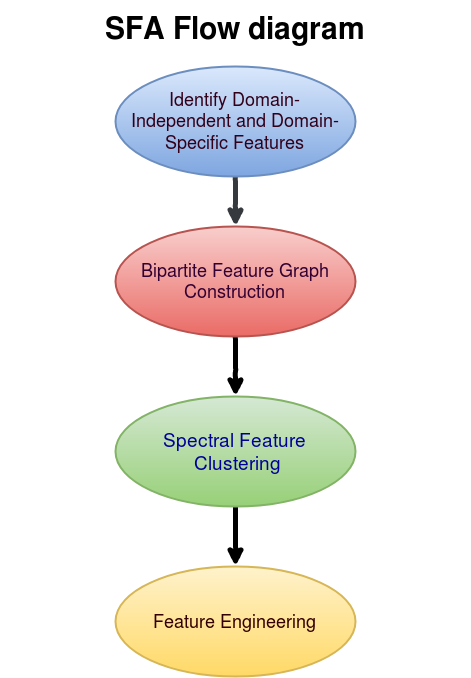 SFA Flow diagram
Identify Domain-
Independent and Domain-
Specific Features
Bipartite Feature Graph
Construction
Spectral Feature
Clustering
Feature Engineering